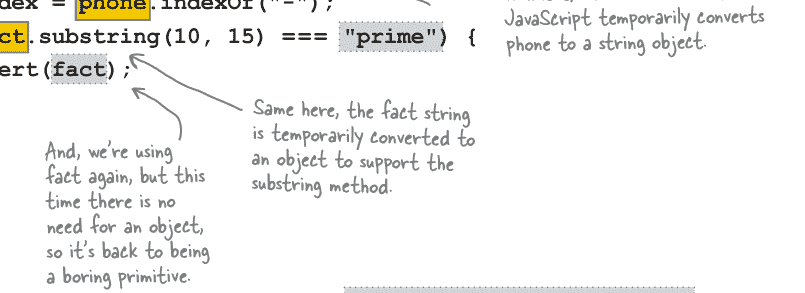 dex = phone.indexOf("-");
JavaScript temporarily converts
ct.substring(10, 15) === "prime") {
phone to a string object.
ert(fact);
Same here, the fact string
is temporarily converted to
an object to support the
substring method.
And, we're using
fact again, but this
time there is no
need for an object,
so it's back to being
a boring primitive.